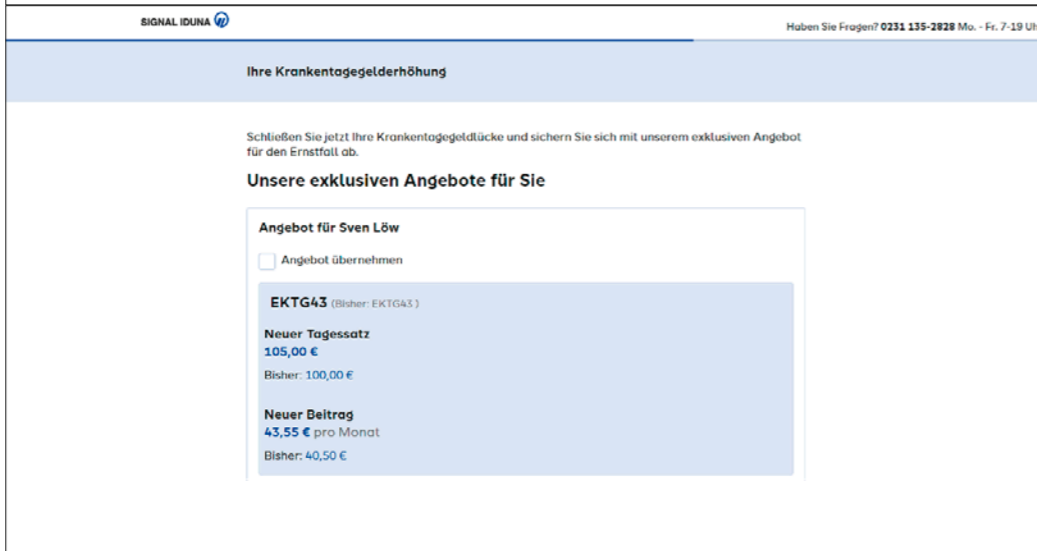 SIGNAL IDUNA
Haben Sie Fragen? 0231 135-2828 Mo. - Fr. 7-19 Uh
Ihre Krankentagegelderhöhung
Schließen Sie jetzt Ihre Krankentagegeldlücke und sichern Sie sich mit unserem exklusiven Angebot
für den Ernstfall ab.
Unsere exklusiven Angebote für Sie
Angebot für Sven Löw
Angebot übernehmen
EKTG43 (Bisher: EKTG43 )
Neuer Tagessatz
105,00 €
Bisher: 100,00 €
Neuer Beitrag
43,55 € pro Monat
Bisher: 40,50 €